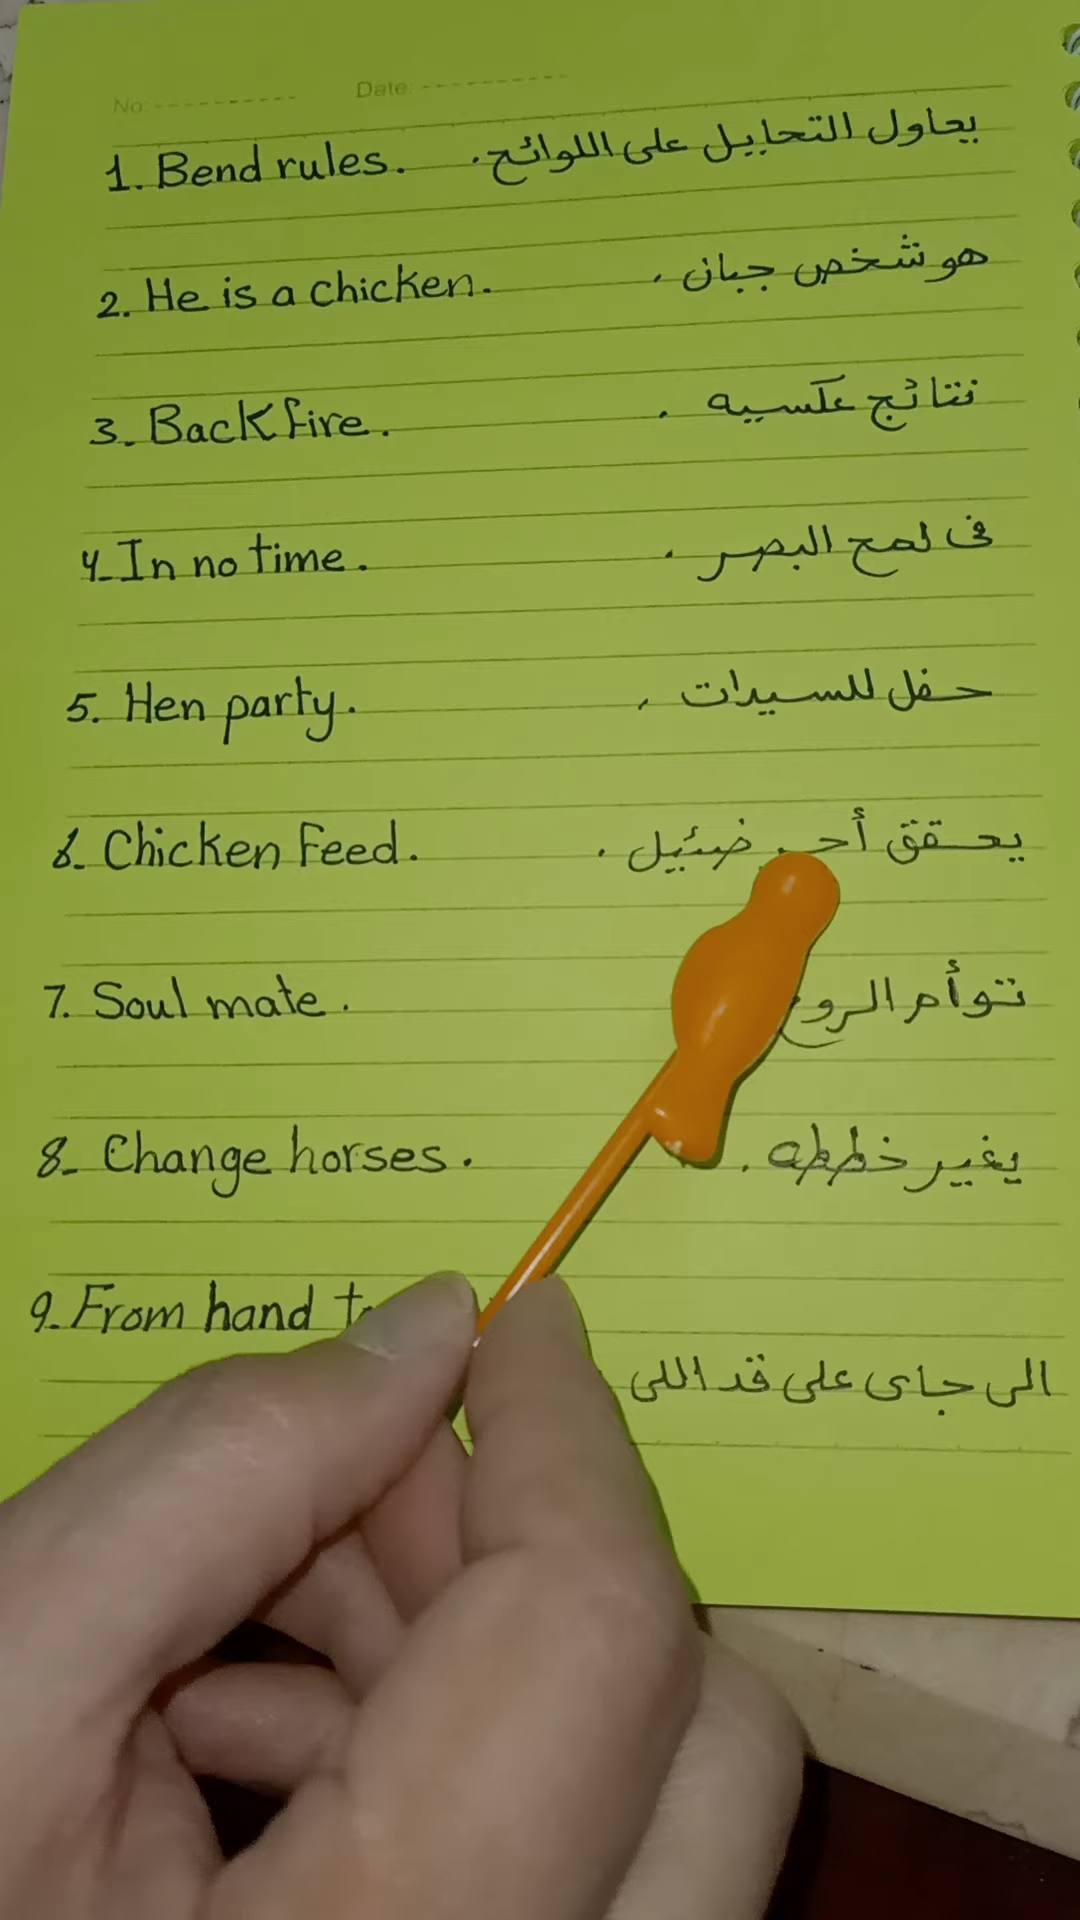 No: Date:
1. Bend rules. يحاول التحايل على اللوائح.
2. He is a chicken. هو شخص جبان.
3. Back fire. نتائج عكسيه.
4. In no time. فى لمح البصر.
5. Hen party. حفل للسيدات.
6. Chicken Feed. يحقق ضئيل.
7. Soul mate. توأم الروح
8. Change horses. يغير خططه.
9. From hand
الى جاى على قد اللى